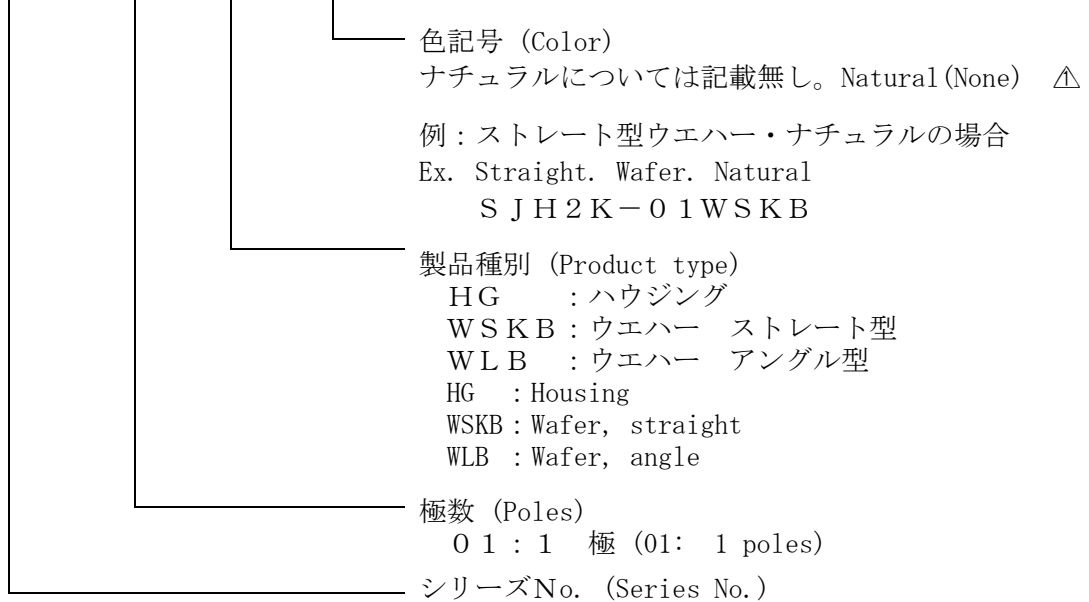 色記号 (Color)
ナチュラルについては記載無し。Natural(None) ⚠
例：ストレート型ウエハー・ナチュラルの場合
Ex. Straight. Wafer. Natural
ＳＪＨ２Ｋ－０１ＷＳＫＢ
製品種別 (Product type)
ＨＧ　　：ハウジング
ＷＳＫＢ：ウエハー　ストレート型
ＷＬＢ　：ウエハー　アングル型
HG　：Housing
WSKB：Wafer, straight
WLB ：Wafer, angle
極数 (Poles)
０１：１　極 (01:　1 poles)
シリーズNo. (Series No.)